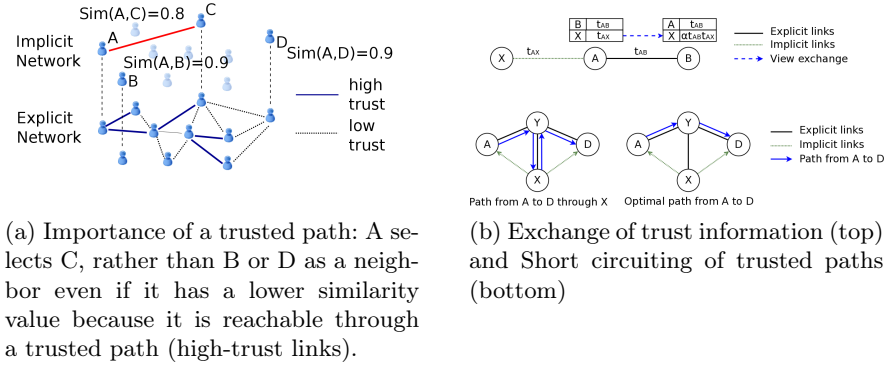 Sim(A,C)=0.8
C
A
Implicit
Network
D
Sim(A,D)=0.9
Sim(A,B)=0.9
B
high
trust
Explicit
Network
low
trust
(a) Importance of a trusted path: A se-
lects C, rather than B or D as a neigh-
bor even if it has a lower similarity
value because it is reachable through
a trusted path (high-trust links).
B tAB
X tAX
A tAB
X αtABtAX
Explicit links
Implicit links
View exchange
tAX
tAB
X
A
B
Y
A
D
X
Path from A to D through X
Y
A
D
X
Optimal path from A to D
Explicit links
Implicit links
Path from A to D
(b) Exchange of trust information (top)
and Short circuiting of trusted paths
(bottom)